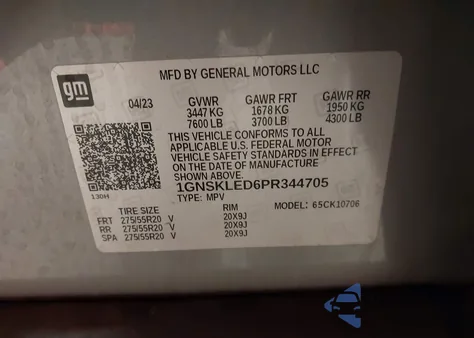 gm
MFD BY GENERAL MOTORS LLC
04/23 GVWR GAWR FRT GAWR RR
3447 KG 1678 KG 1950 KG
7600 LB 3700 LB 4300 LB
THIS VEHICLE CONFORMS TO ALL
APPLICABLE U.S. FEDERAL MOTOR
VEHICLE SAFETY STANDARDS IN EFFECT
ON THE DATE OF MANUFACTURE
SHOWN ABOVE.
1GNSKLED6PR344705
TYPE: MPV MODEL: 65CK10706
TIRE SIZE RIM
FRT 275/55R20 V 20X9J
RR 275/55R20 V 20X9J
SPA 275/55R20 V 20X9J